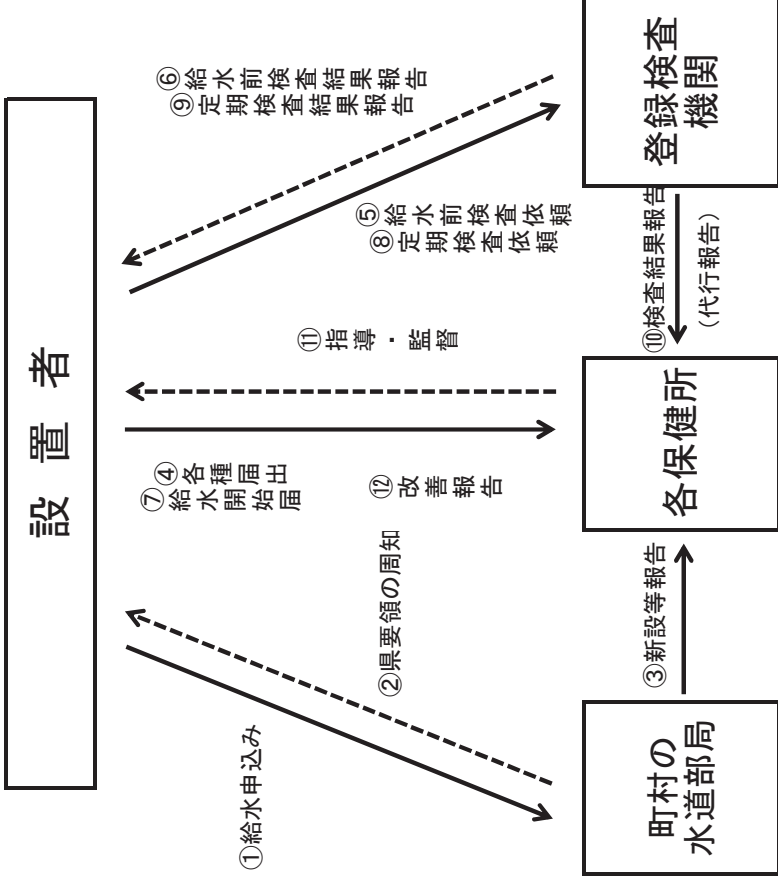 設置者
①給水申込み
②県要領の周知
④各種届出
⑦給水開始届
⑫改善報告
⑪指導・監督
⑤給水前検査依頼
⑧定期検査依頼
⑥給水前検査結果報告
⑨定期検査結果報告
町村の
水道部局
③新設等報告
各保健所
⑩検査結果報告
（代行報告）
登録検査
機関